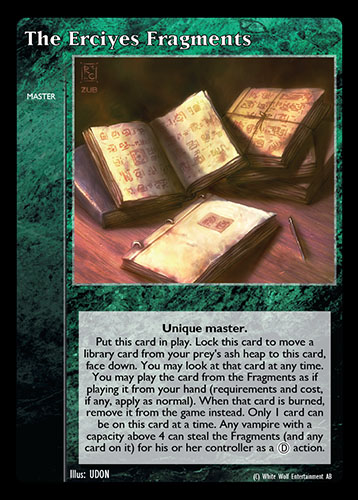 The Erciyes Fragments
MASTER
ZUB
Unique master.
Put this card in play. Lock this card to move a
library card from your prey's ash heap to this card,
face down. You may look at that card at any time.
You may play the card from the Fragments as if
playing it from your hand (requirements and cost,
if any, apply as normal). When that card is burned,
remove it from the game instead. Only 1 card can
be on this card at a time. Any vampire with a
capacity above 4 can steal the Fragments (and any
card on it) for his or her controller as a Ⓓ action.
Illus: UDON
(C) White Wolf Entertainment AB